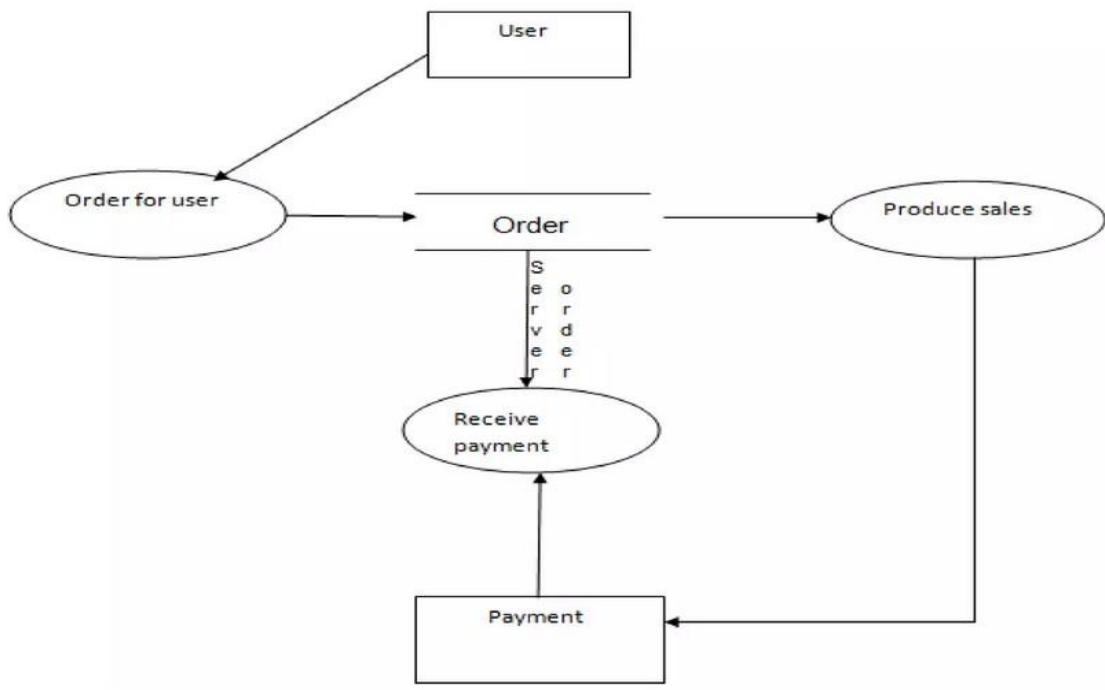 User
Order for user
Order
Produce sales
Server
order
Receive
payment
Payment